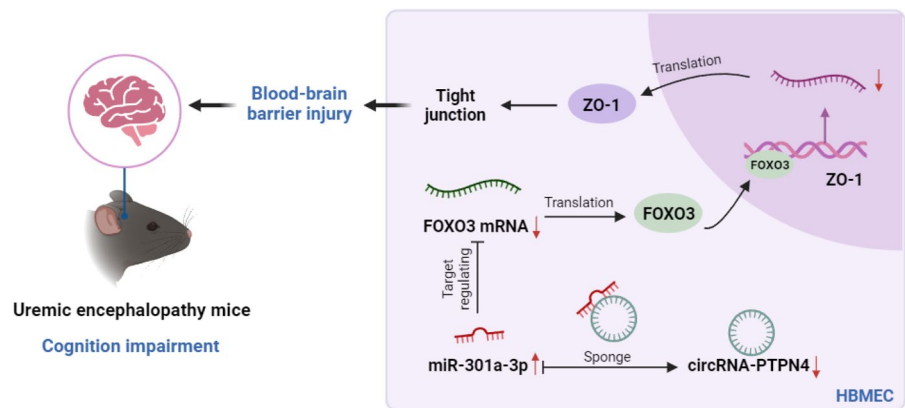 Translation
Blood-brain
barrier injury
Tight
junction
ZO-1
FOXO3
ZO-1
Translation
FOXO3 mRNA
FOXO3
Target
regulating
Uremic encephalopathy mice
Cognition impairment
miR-301a-3p
Sponge
circRNA-PTPN4
HBMEC